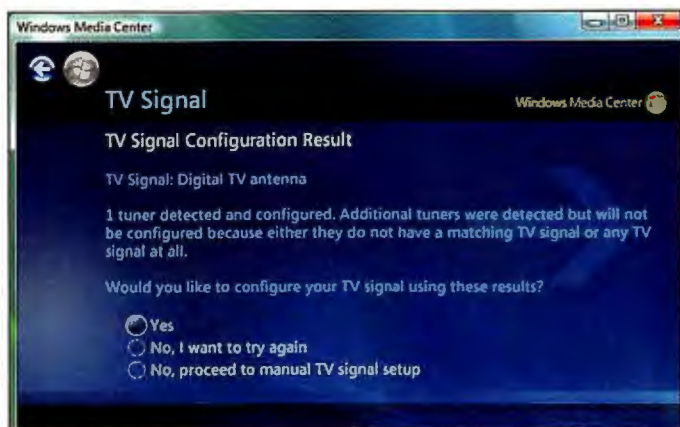 Windows Media Center
TV Signal
Windows Media Center
TV Signal Configuration Result
TV Signal: Digital TV antenna
1 tuner detected and configured. Additional tuners were detected but will not
be configured because either they do not have a matching TV signal or any TV
signal at all.
Would you like to configure your TV signal using these results?
Yes
No, I want to try again
No, proceed to manual TV signal setup